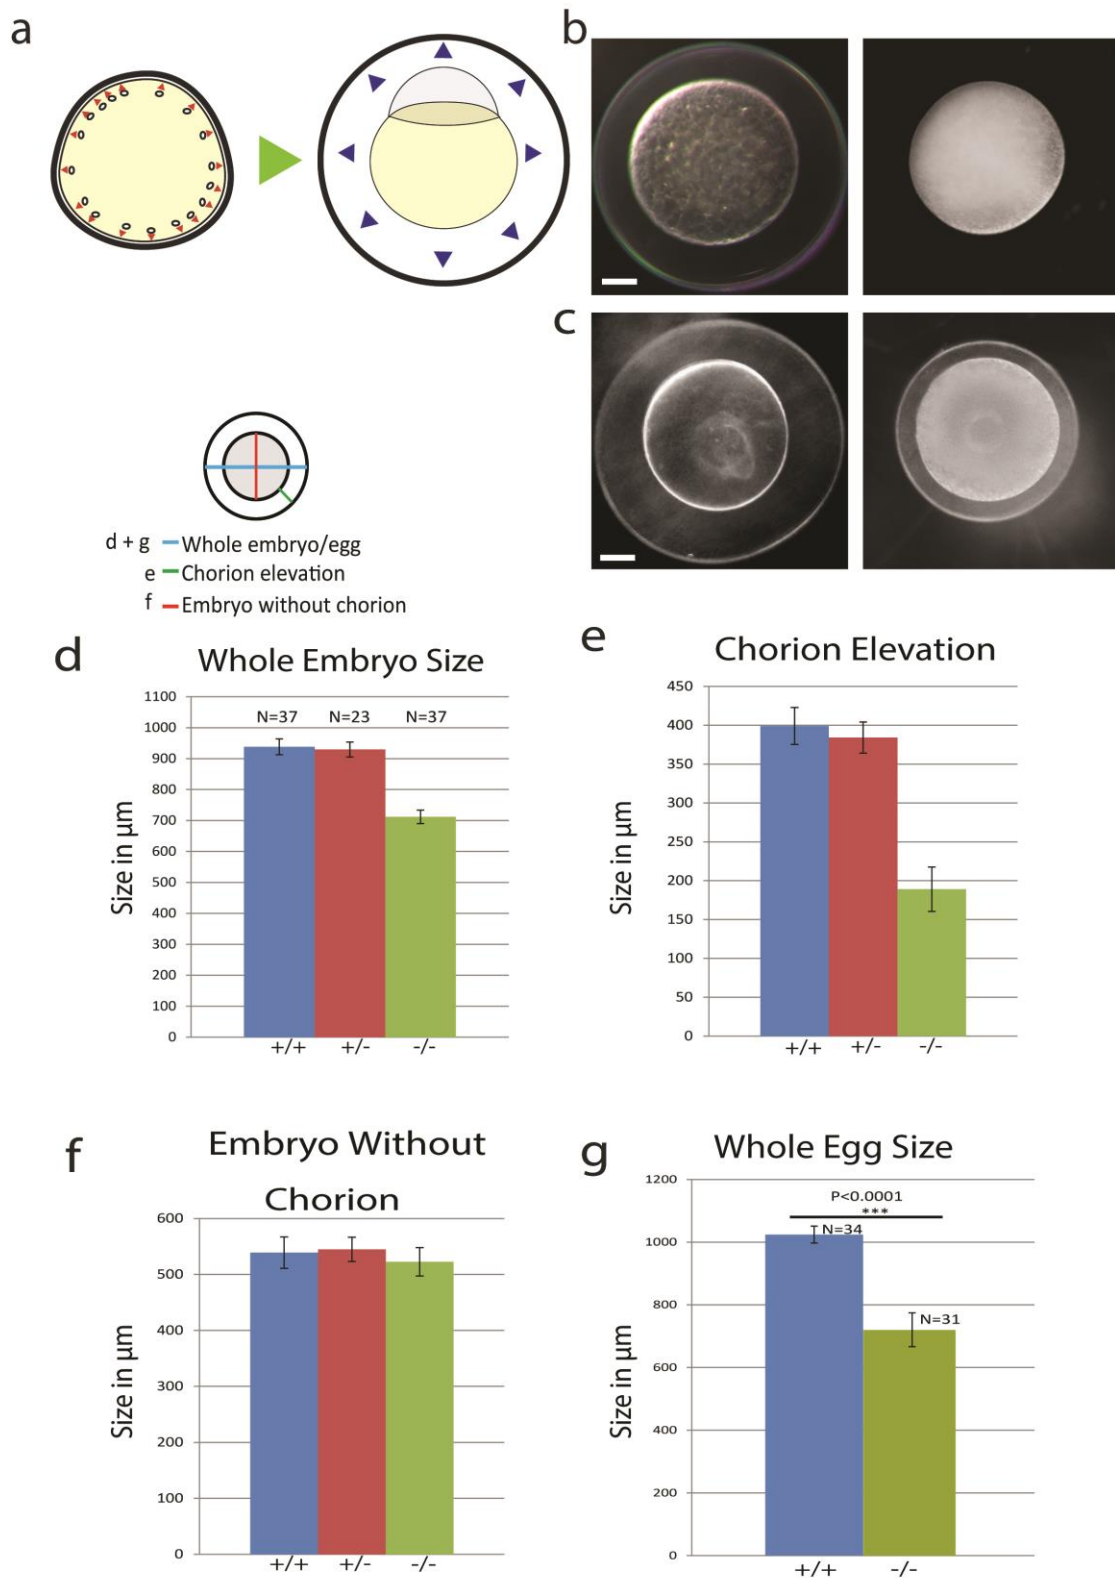 a
b
c
d + g Whole embryo/egg
e Chorion elevation
f Embryo without chorion
d
Whole Embryo Size
Size in µm
1100
1000
900
800
700
600
500
400
300
200
100
0
N=37 N=23 N=37
+/+ +/- -/-
e
Chorion Elevation
Size in µm
450
400
350
300
250
200
150
100
50
0
+/+ +/- -/-
f
Embryo Without
Chorion
Size in µm
600
500
400
300
200
100
0
+/+ +/- -/-
g
Whole Egg Size
Size in µm
1200
1000
800
600
400
200
0
P<0.0001
***
N=34
N=31
+/+ -/-